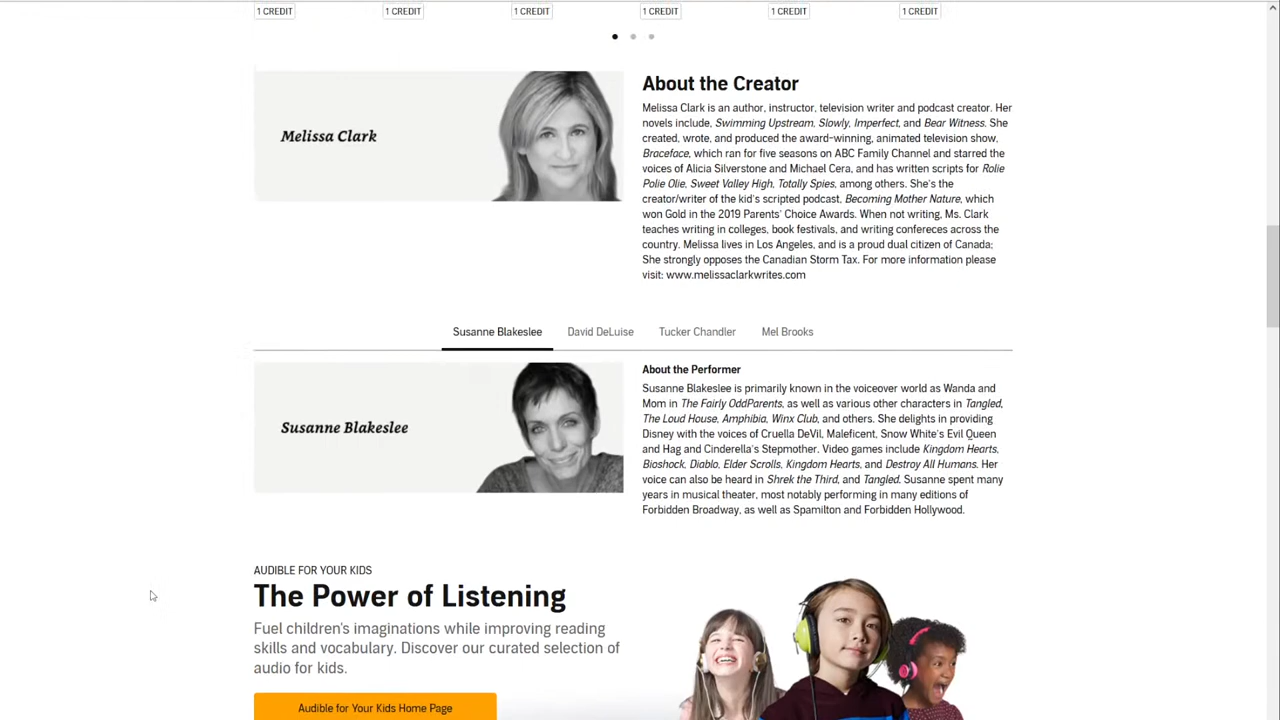 1 CREDIT 1 CREDIT 1 CREDIT 1 CREDIT 1 CREDIT 1 CREDIT
Melissa Clark
About the Creator
Melissa Clark is an author, instructor, television writer and podcast creator. Her
novels include, Swimming Upstream, Slowly, Imperfect, and Bear Witness. She
created, wrote, and produced the award-winning, animated television show,
Braceface, which ran for five seasons on ABC Family Channel and starred the
voices of Alicia Silverstone and Michael Cera, and has written scripts for Rolie
Polie Olie, Sweet Valley High, Totally Spies, among others. She's the
creator/writer of the kid's scripted podcast, Becoming Mother Nature, which
won Gold in the 2019 Parents' Choice Awards. When not writing, Ms. Clark
teaches writing in colleges, book festivals, and writing confereces across the
country. Melissa lives in Los Angeles, and is a proud dual citizen of Canada;
She strongly opposes the Canadian Storm Tax. For more information please
visit: www.melissaclarkwrites.com
Susanne Blakeslee David DeLuise Tucker Chandler Mel Brooks
Susanne Blakeslee
About the Performer
Susanne Blakeslee is primarily known in the voiceover world as Wanda and
Mom in The Fairly OddParents, as well as various other characters in Tangled,
The Loud House, Amphibia, Winx Club, and others. She delights in providing
Disney with the voices of Cruella DeVil, Maleficent, Snow White's Evil Queen
and Hag and Cinderella's Stepmother. Video games include Kingdom Hearts,
Bioshock, Diablo, Elder Scrolls, Kingdom Hearts, and Destroy All Humans. Her
voice can also be heard in Shrek the Third, and Tangled. Susanne spent many
years in musical theater, most notably performing in many editions of
Forbidden Broadway, as well as Spamilton and Forbidden Hollywood.
AUDIBLE FOR YOUR KIDS
The Power of Listening
Fuel children's imaginations while improving reading
skills and vocabulary. Discover our curated selection of
audio for kids.
Audible for Your Kids Home Page